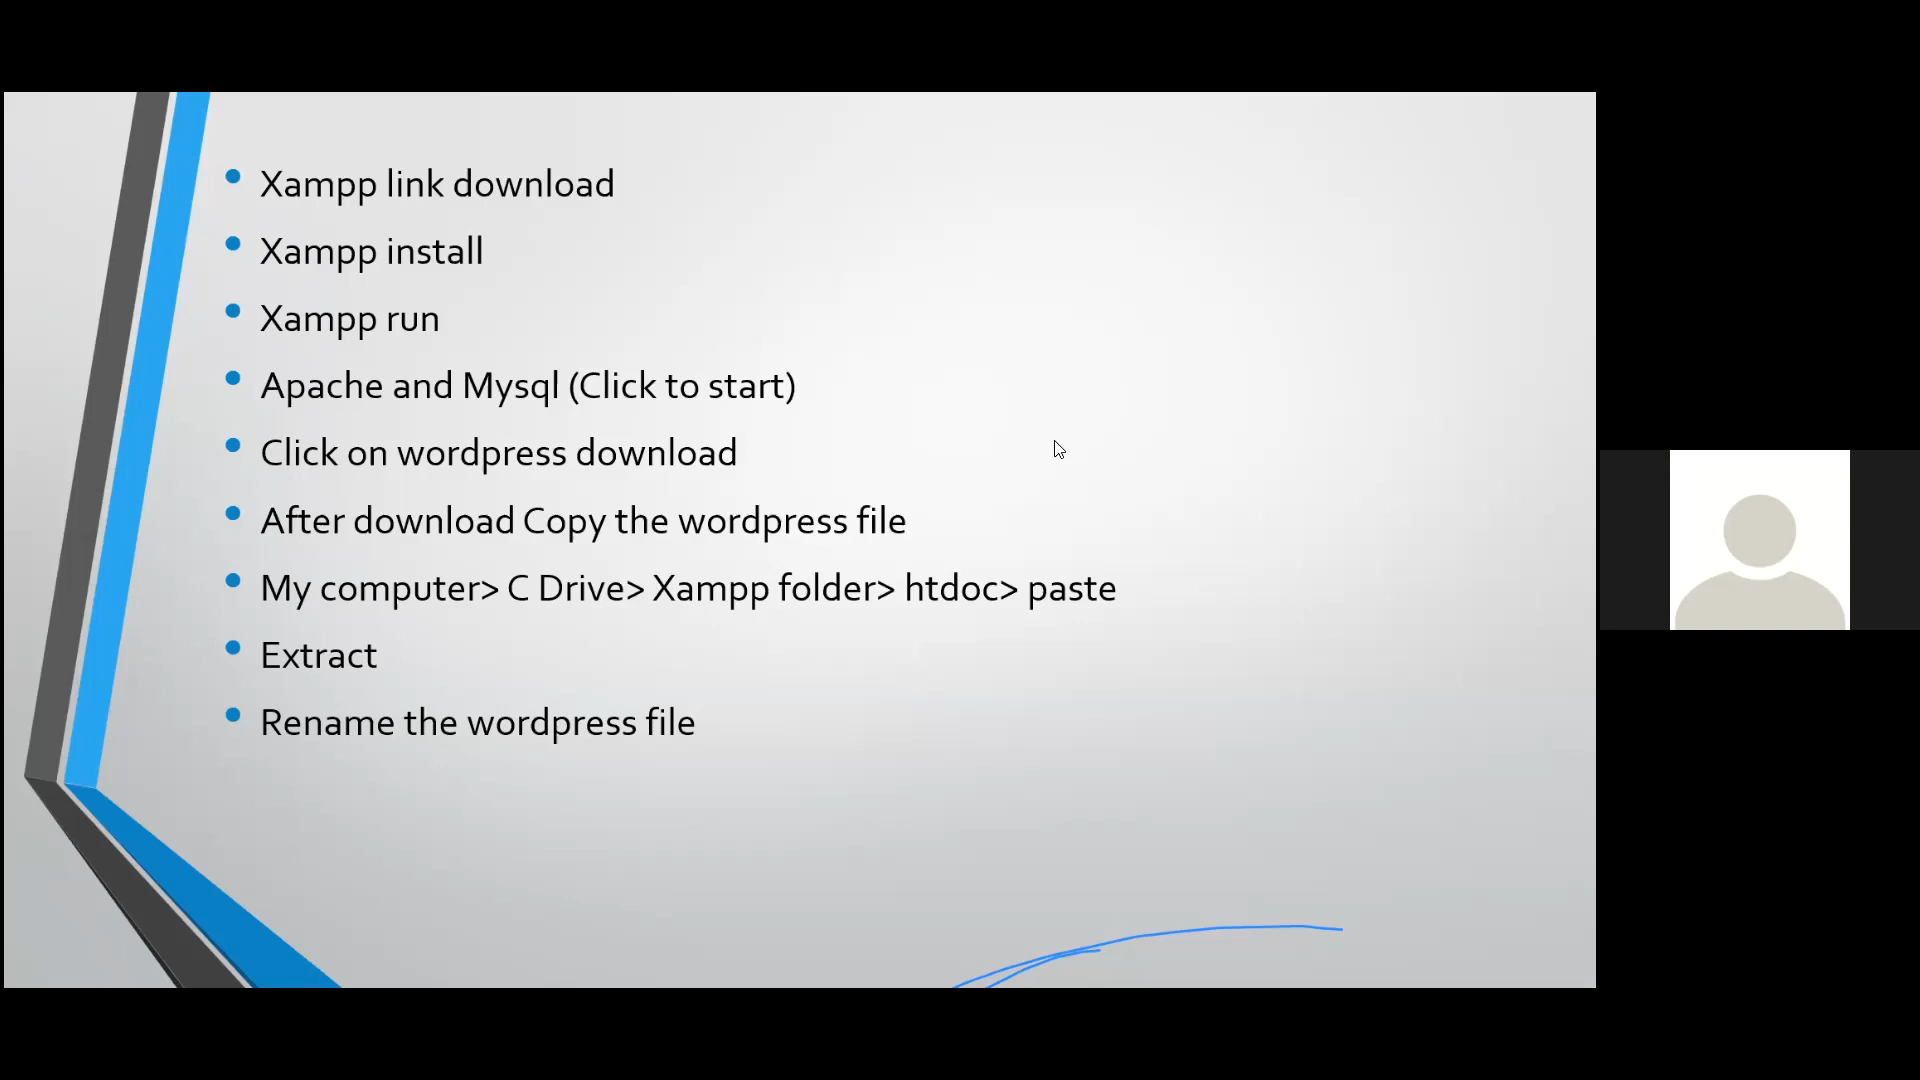 Xampp link download
Xampp install
Xampp run
Apache and Mysql (Click to start)
Click on wordpress download
After download Copy the wordpress file
My computer> C Drive> Xampp folder> htdoc> paste
Extract
Rename the wordpress file